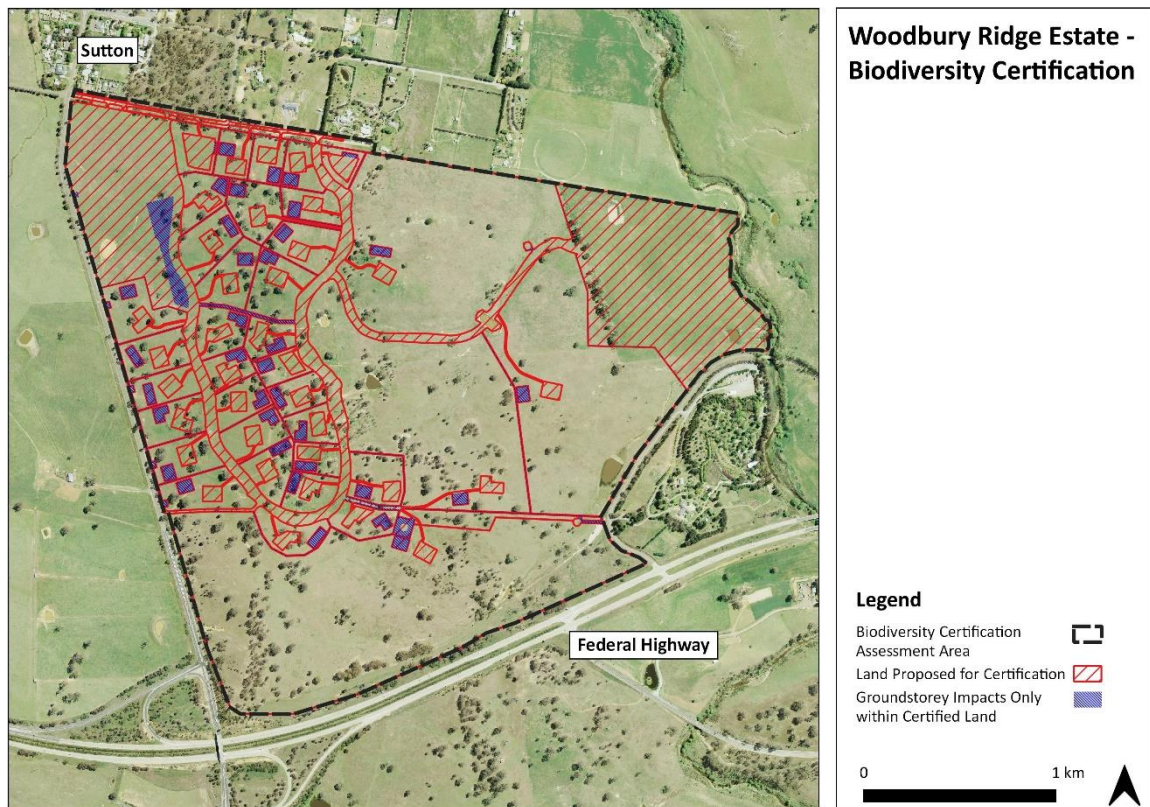 Sutton
Federal Highway
Woodbury Ridge Estate -
Biodiversity Certification
Legend
Biodiversity Certification
Assessment Area
Land Proposed for Certification
Groundstorey Impacts Only
within Certified Land
0 1 km